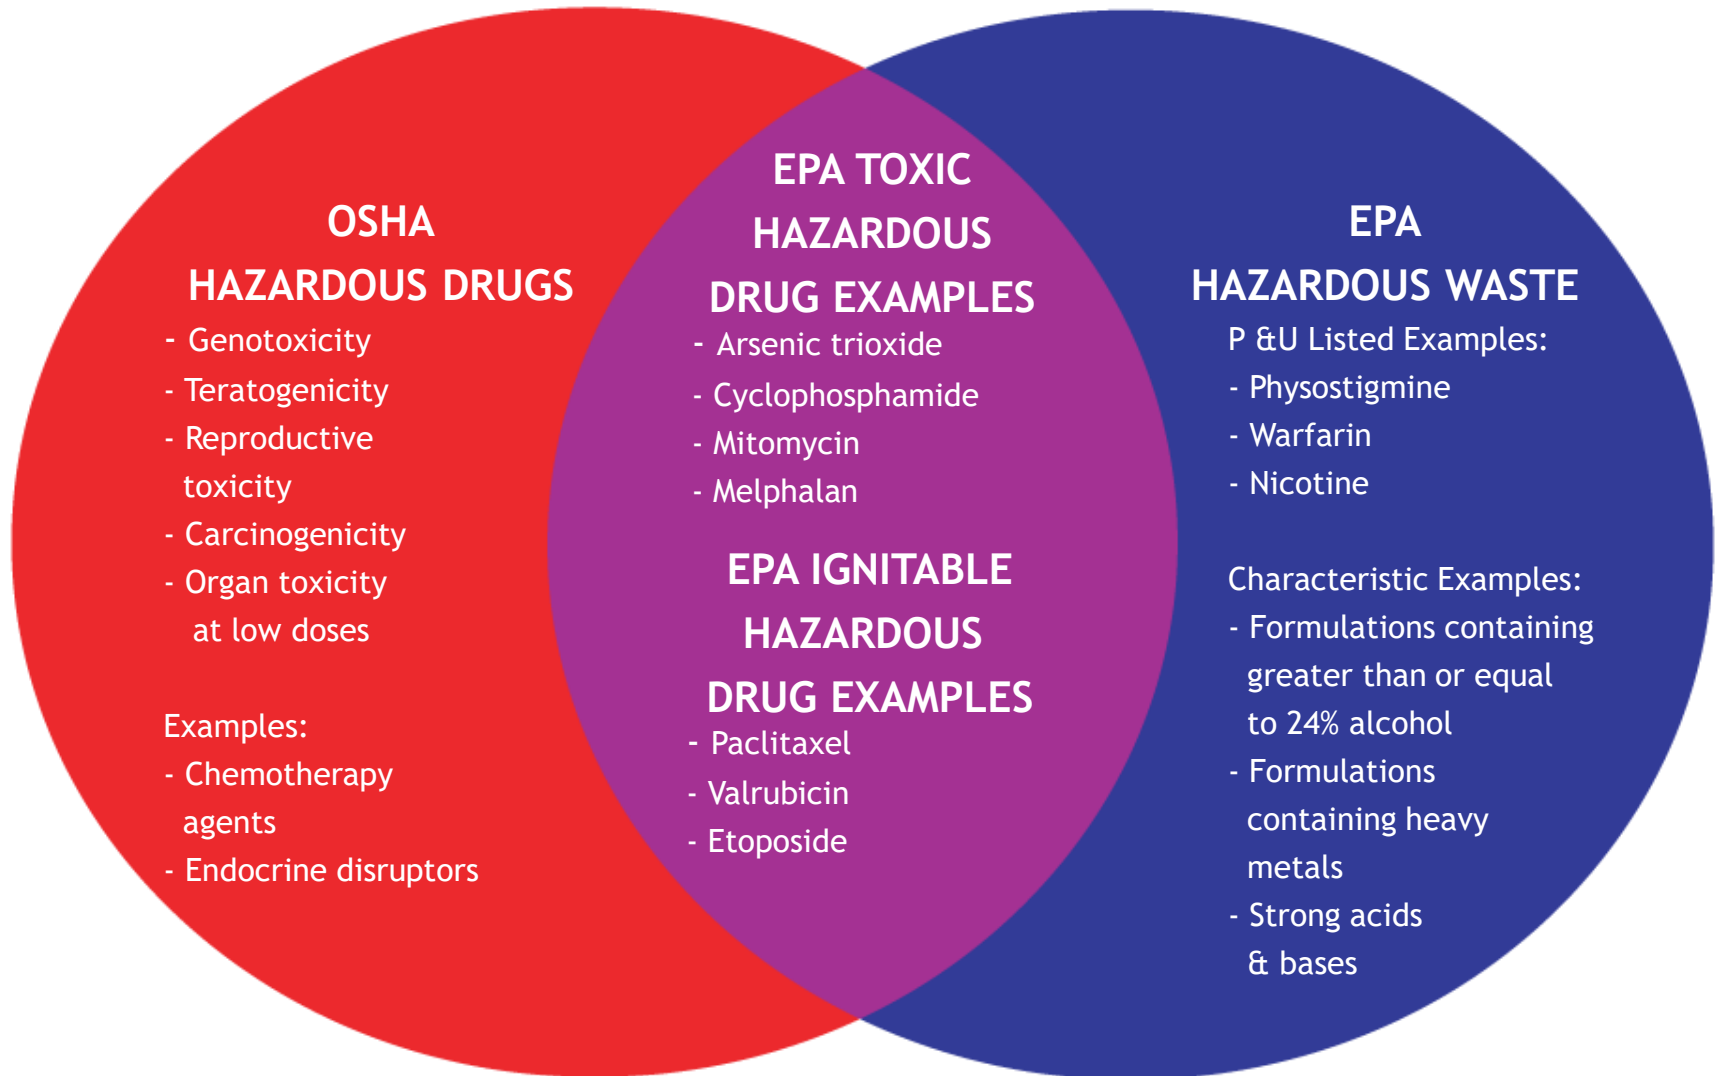 OSHA
HAZARDOUS DRUGS
- Genotoxicity
- Teratogenicity
- Reproductive
toxicity
- Carcinogenicity
- Organ toxicity
at low doses
Examples:
- Chemotherapy
agents
- Endocrine disruptors
EPA TOXIC
HAZARDOUS
DRUG EXAMPLES
- Arsenic trioxide
- Cyclophosphamide
- Mitomycin
- Melphalan
EPA IGNITABLE
HAZARDOUS
DRUG EXAMPLES
- Paclitaxel
- Valrubicin
- Etoposide
EPA
HAZARDOUS WASTE
P &U Listed Examples:
- Physostigmine
- Warfarin
- Nicotine
Characteristic Examples:
- Formulations containing
greater than or equal
to 24% alcohol
- Formulations
containing heavy
metals
- Strong acids
& bases